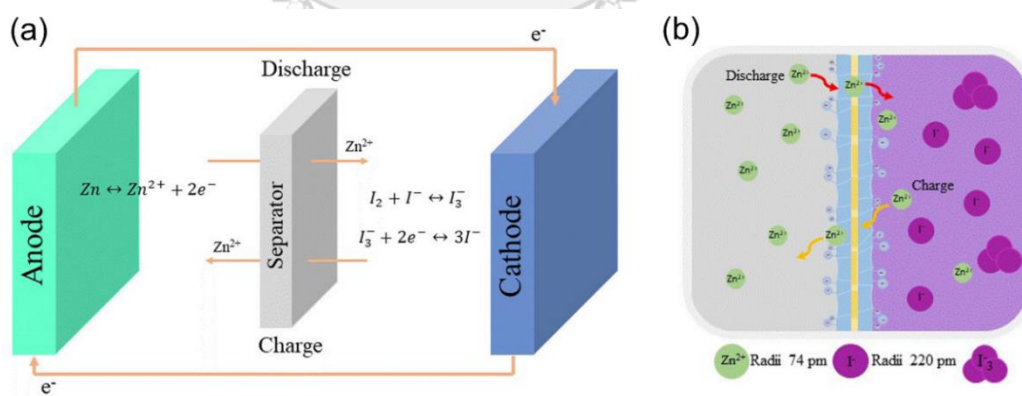 (a)
e⁻
Discharge
Zn²⁺
Zn ↔ Zn²⁺ + 2e⁻
I₂ + I⁻ ↔ I₃⁻
I₃⁻ + 2e⁻ ↔ 3I⁻
Anode
Separator
Cathode
Zn²⁺
Charge
e⁻
(b)
Discharge
Zn²⁺
Zn²⁺
Zn²⁺
Zn²⁺
Zn²⁺
I⁻
I⁻
Zn²⁺
Charge
Zn²⁺
I⁻
Zn²⁺
Zn²⁺
I⁻
Zn²⁺
Zn²⁺
I⁻
Zn²⁺ Radii 74 pm I⁻ Radii 220 pm I₃⁻